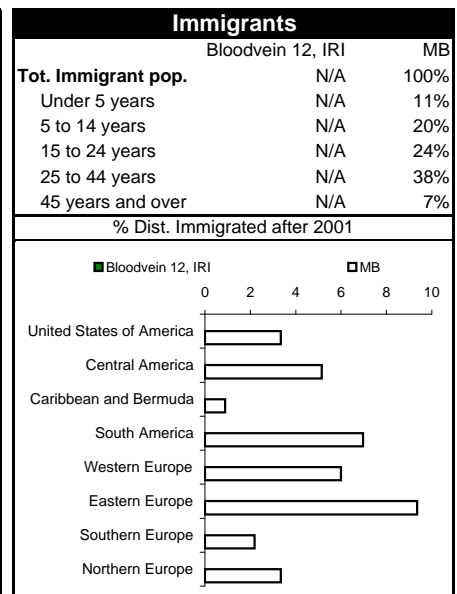 Immigrants
Bloodvein 12, IRI MB
Tot. Immigrant pop. N/A 100%
Under 5 years N/A 11%
5 to 14 years N/A 20%
15 to 24 years N/A 24%
25 to 44 years N/A 38%
45 years and over N/A 7%
% Dist. Immigrated after 2001
Bloodvein 12, IRI MB
0 2 4 6 8 10
United States of America
Central America
Caribbean and Bermuda
South America
Western Europe
Eastern Europe
Southern Europe
Northern Europe